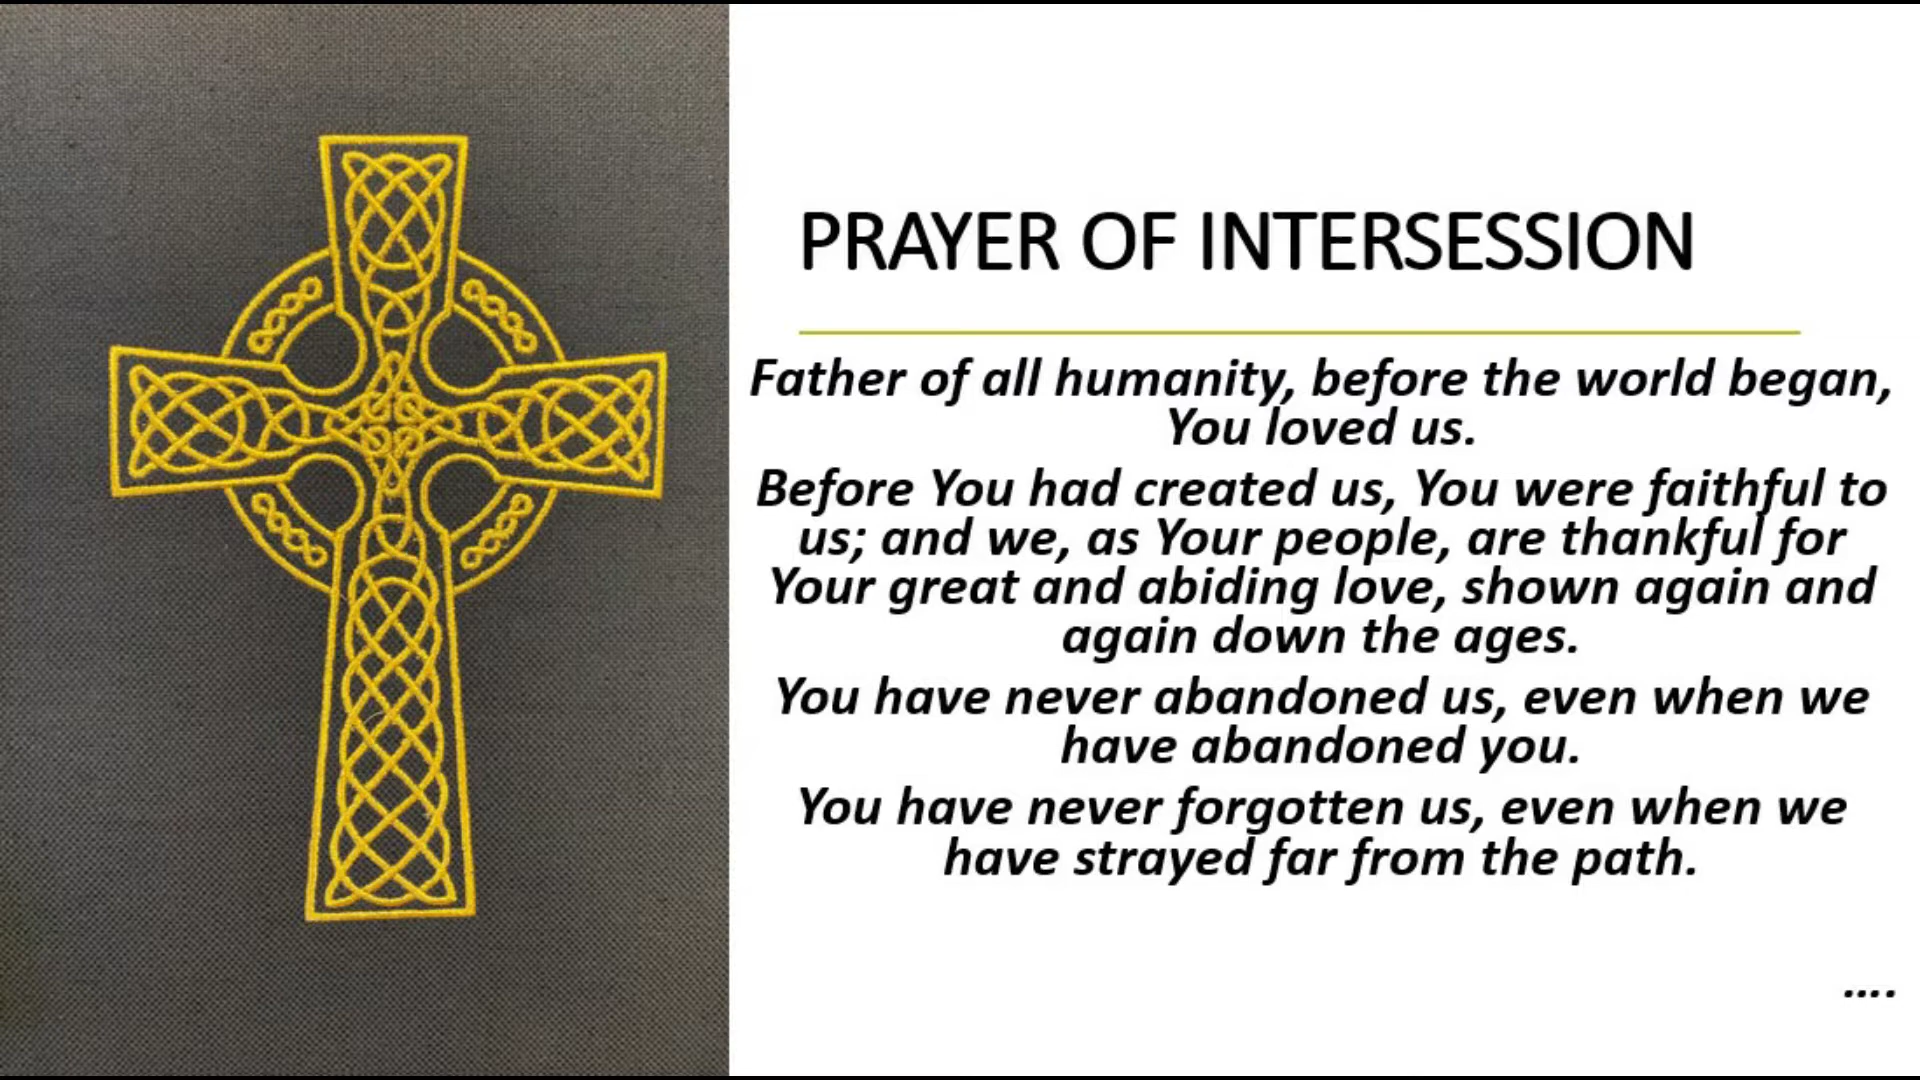 PRAYER OF INTERSESSION
Father of all humanity, before the world began,
You loved us.
Before You had created us, You were faithful to
us; and we, as Your people, are thankful for
Your great and abiding love, shown again and
again down the ages.
You have never abandoned us, even when we
have abandoned you.
You have never forgotten us, even when we
have strayed far from the path.
....